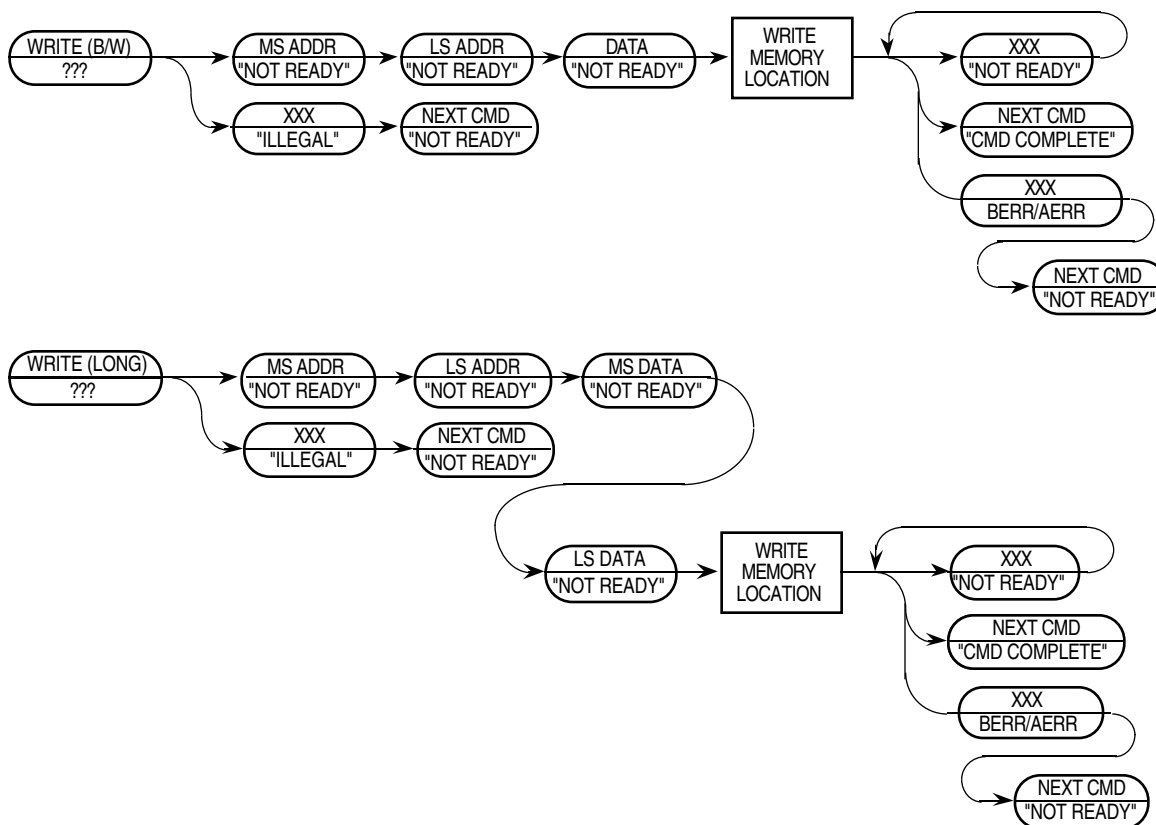 WRITE (B/W)
???
MS ADDR
"NOT READY"
LS ADDR
"NOT READY"
DATA
"NOT READY"
WRITE
MEMORY
LOCATION
XXX
"NOT READY"
XXX
"ILLEGAL"
NEXT CMD
"NOT READY"
NEXT CMD
"CMD COMPLETE"
XXX
BERR/AERR
NEXT CMD
"NOT READY"
WRITE (LONG)
???
MS ADDR
"NOT READY"
LS ADDR
"NOT READY"
MS DATA
"NOT READY"
XXX
"ILLEGAL"
NEXT CMD
"NOT READY"
LS DATA
"NOT READY"
WRITE
MEMORY
LOCATION
XXX
"NOT READY"
NEXT CMD
"CMD COMPLETE"
XXX
BERR/AERR
NEXT CMD
"NOT READY"